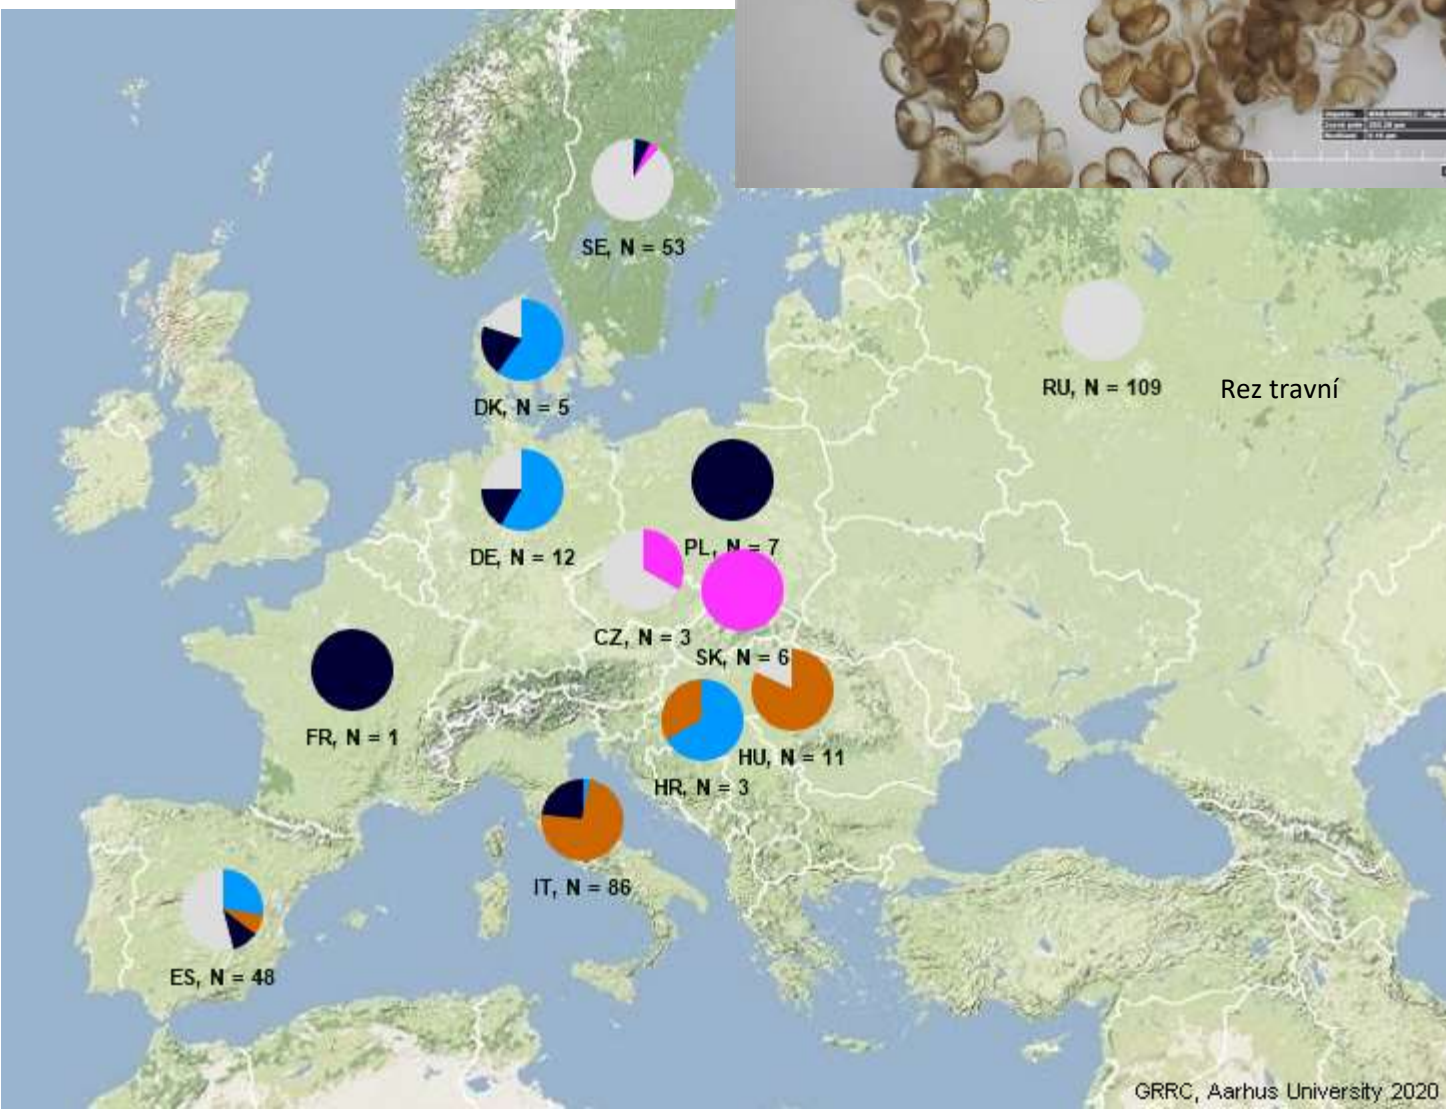 SE, N = 53
RU, N = 109
Rez travní
DK, N = 5
PL, N = 7
DE, N = 12
CZ, N = 3
SK, N = 6
FR, N = 1
HU, N = 11
HR, N = 3
IT, N = 86
ES, N = 48
GRRC, Aarhus University 2020